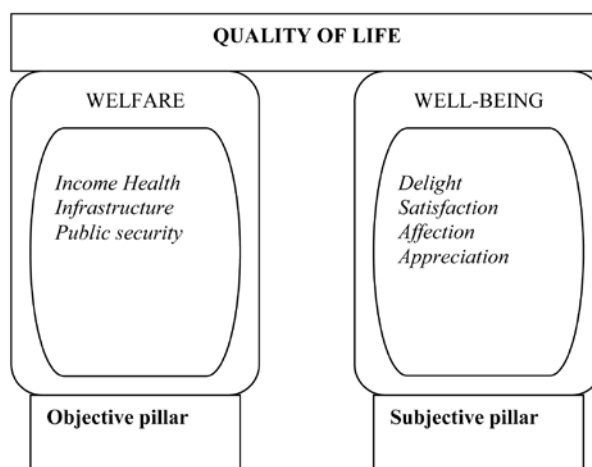 QUALITY OF LIFE
WELFARE
Income Health
Infrastructure
Public security
Objective pillar
WELL-BEING
Delight
Satisfaction
Affection
Appreciation
Subjective pillar